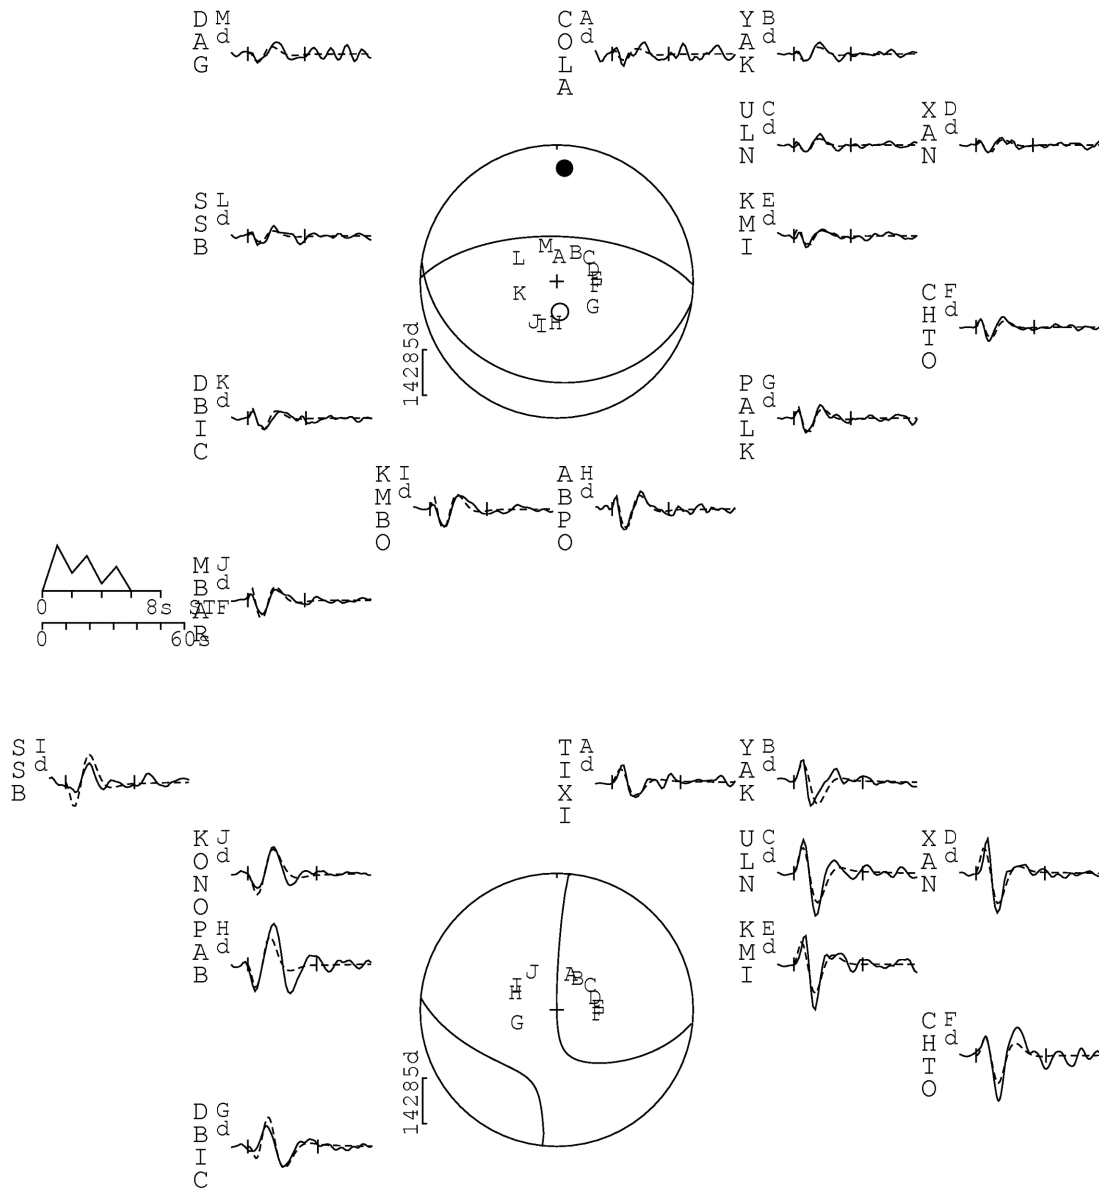 DAG M d
COLA A d
YAK B d
ULN C d
XAN D d
SSB L d
KMI E d
CHTO F d
M A B C D E F G H I J K L
14285d
DBIC K d
PALK G d
KMBO I d
ABPO H d
MBAR J d
0 8s STF
0 60s
SSB I d
TIXI A d
YAK B d
KONO J d
ULN C d
XAN D d
PAB H d
KMI E d
J I H G A B C D E F
CHTO F d
14285d
DBIC G d